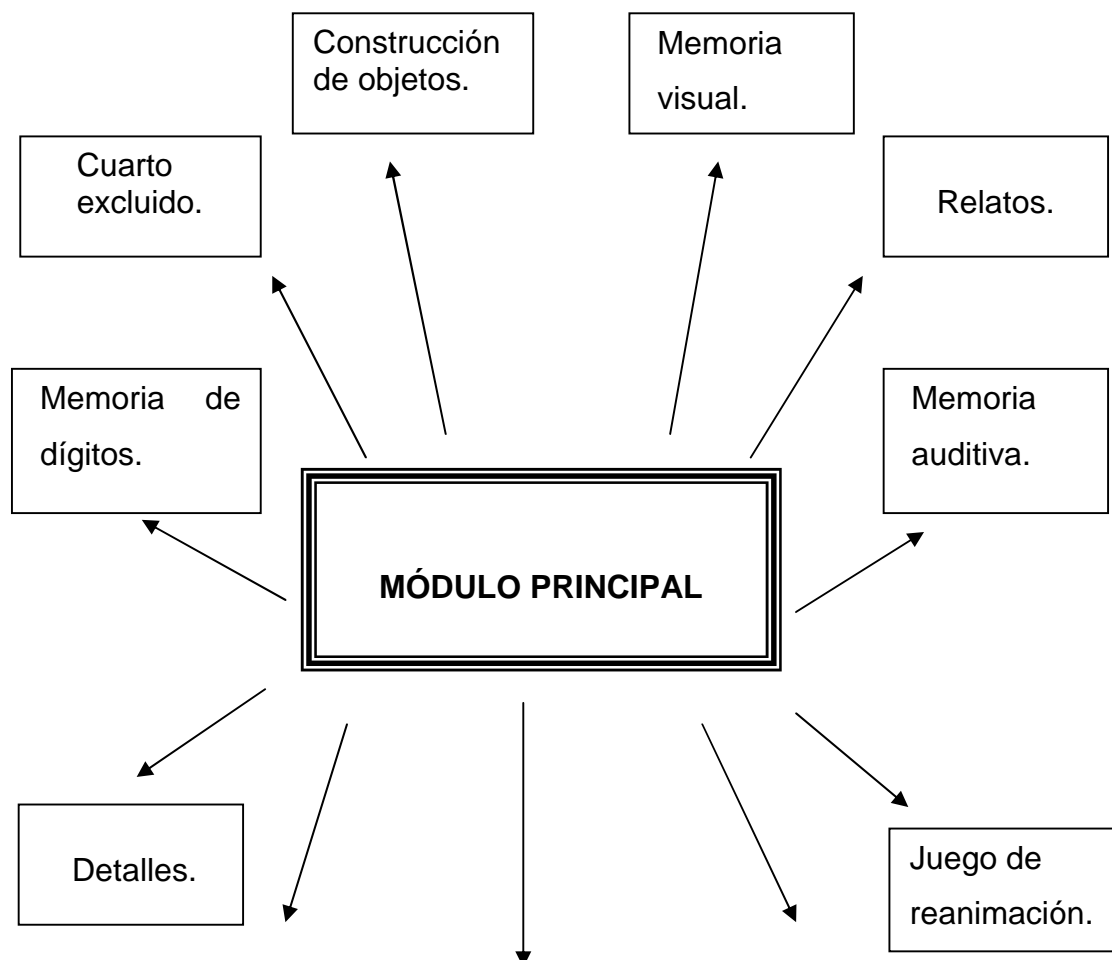 Construcción
de objetos.
Memoria
visual.
Cuarto
excluido.
Relatos.
Memoria de
dígitos.
Memoria
auditiva.
MÓDULO PRINCIPAL
Detalles.
Juego de
reanimación.